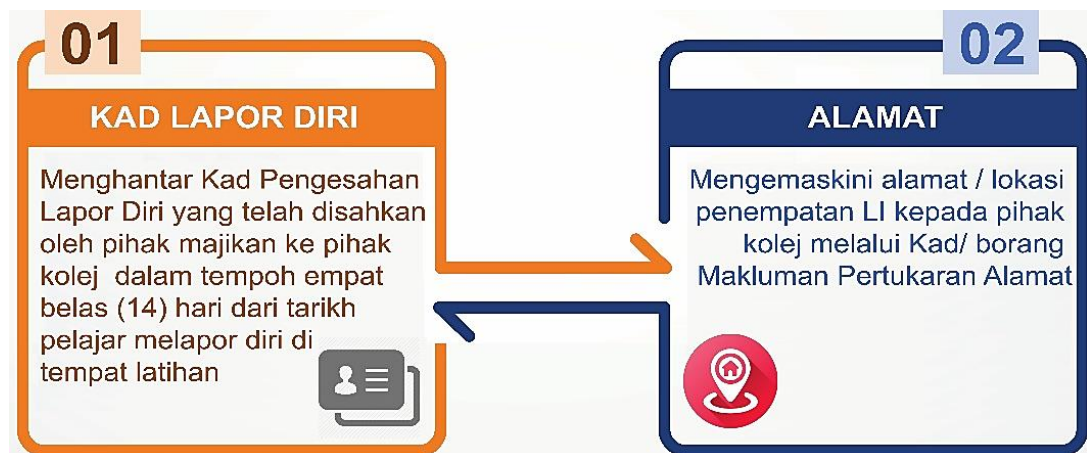 01
KAD LAPOR DIRI
Menghantar Kad Pengesahan
Lapor Diri yang telah disahkan
oleh pihak majikan ke pihak
kolej dalam tempoh empat
belas (14) hari dari tarikh
pelajar melapor diri di
tempat latihan
02
ALAMAT
Mengemaskini alamat / lokasi
penempatan LI kepada pihak
kolej melalui Kad/ borang
Makluman Pertukaran Alamat